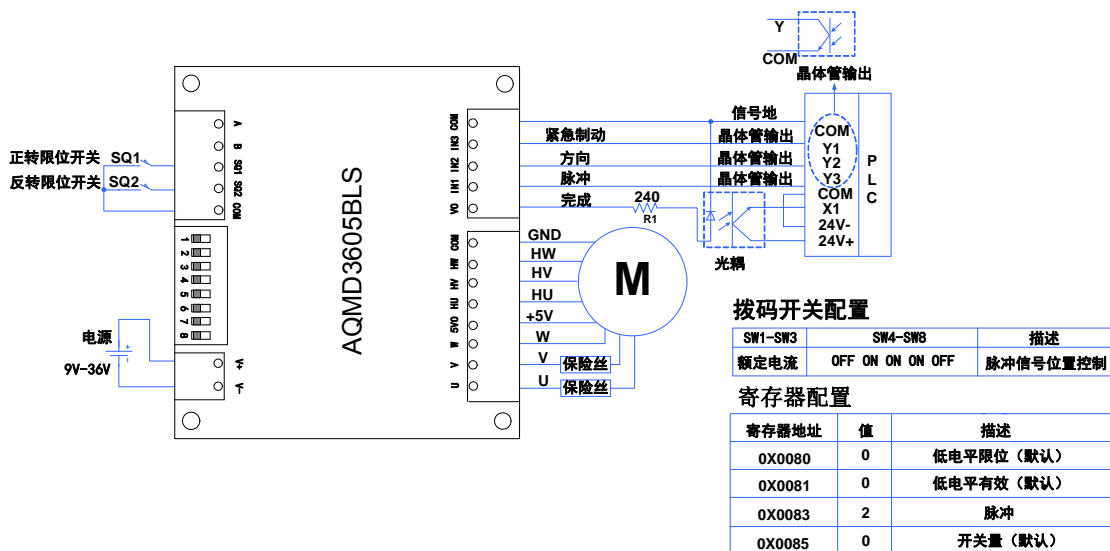 Y
COM
晶体管输出
正转限位开关 SQ1
反转限位开关 SQ2
A
B
SQ1
SQ2
COM
1
2
3
4
5
6
7
8
电源
9V-36V
V+
V-
AQMD3605BLS
COM
IN3
IN2
IN1
VO
COM
HW
HV
HU
5VO
W
V
U
信号地
紧急制动 晶体管输出
方向 晶体管输出
脉冲 晶体管输出
完成 240
R1
光耦
COM
Y1
Y2
Y3
COM
X1
24V-
24V+
PLC
GND
HW
HV
HU
+5V
W
V 保险丝
U 保险丝
M
拨码开关配置
SW1-SW3 SW4-SW8 描述
额定电流 OFF ON ON ON OFF 脉冲信号位置控制
寄存器配置
寄存器地址 值 描述
0X0080 0 低电平限位（默认）
0X0081 0 低电平有效（默认）
0X0083 2 脉冲
0X0085 0 开关量（默认）